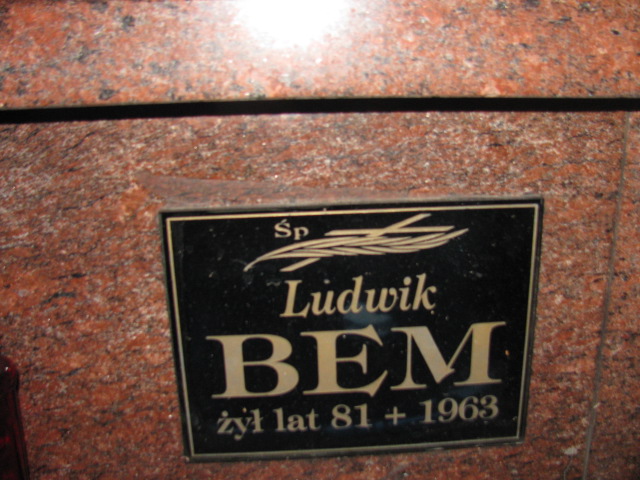 Śp
Ludwik
BEM
żył lat 81 + 1963